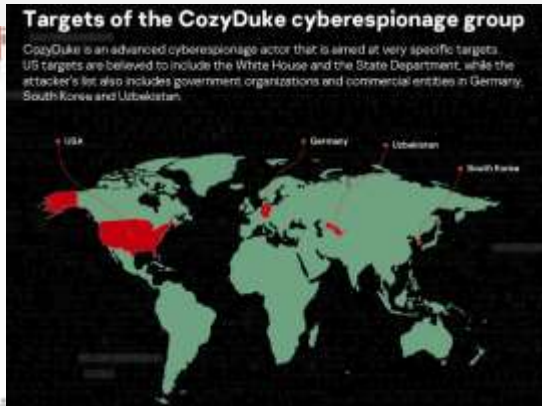 Targets of the CozyDuke cyberespionage group
CozyDuke is an advanced cyberespionage actor that is aimed at very specific targets.
US targets are believed to include the White House and the State Department, while the
attacker's list also includes government organizations and commercial entities in Germany,
South Korea and Uzbekistan.
USA
Germany
Uzbekistan
South Korea